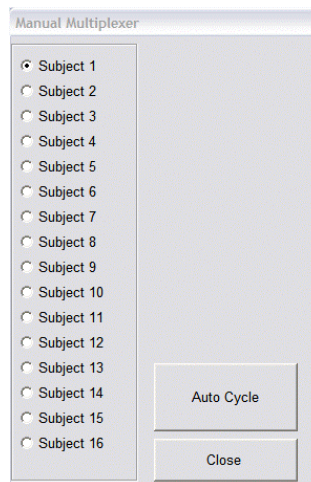 Manual Multiplexer
Subject 1
Subject 2
Subject 3
Subject 4
Subject 5
Subject 6
Subject 7
Subject 8
Subject 9
Subject 10
Subject 11
Subject 12
Subject 13
Subject 14
Subject 15
Subject 16
Auto Cycle
Close